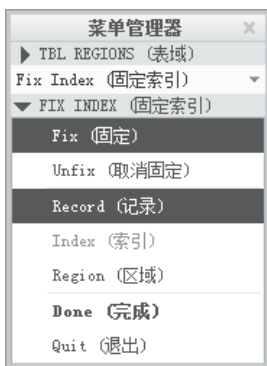 菜单管理器
TBL REGIONS (表域)
Fix Index (固定索引)
FIX INDEX (固定索引)
Fix (固定)
Unfix (取消固定)
Record (记录)
Index (索引)
Region (区域)
Done (完成)
Quit (退出)